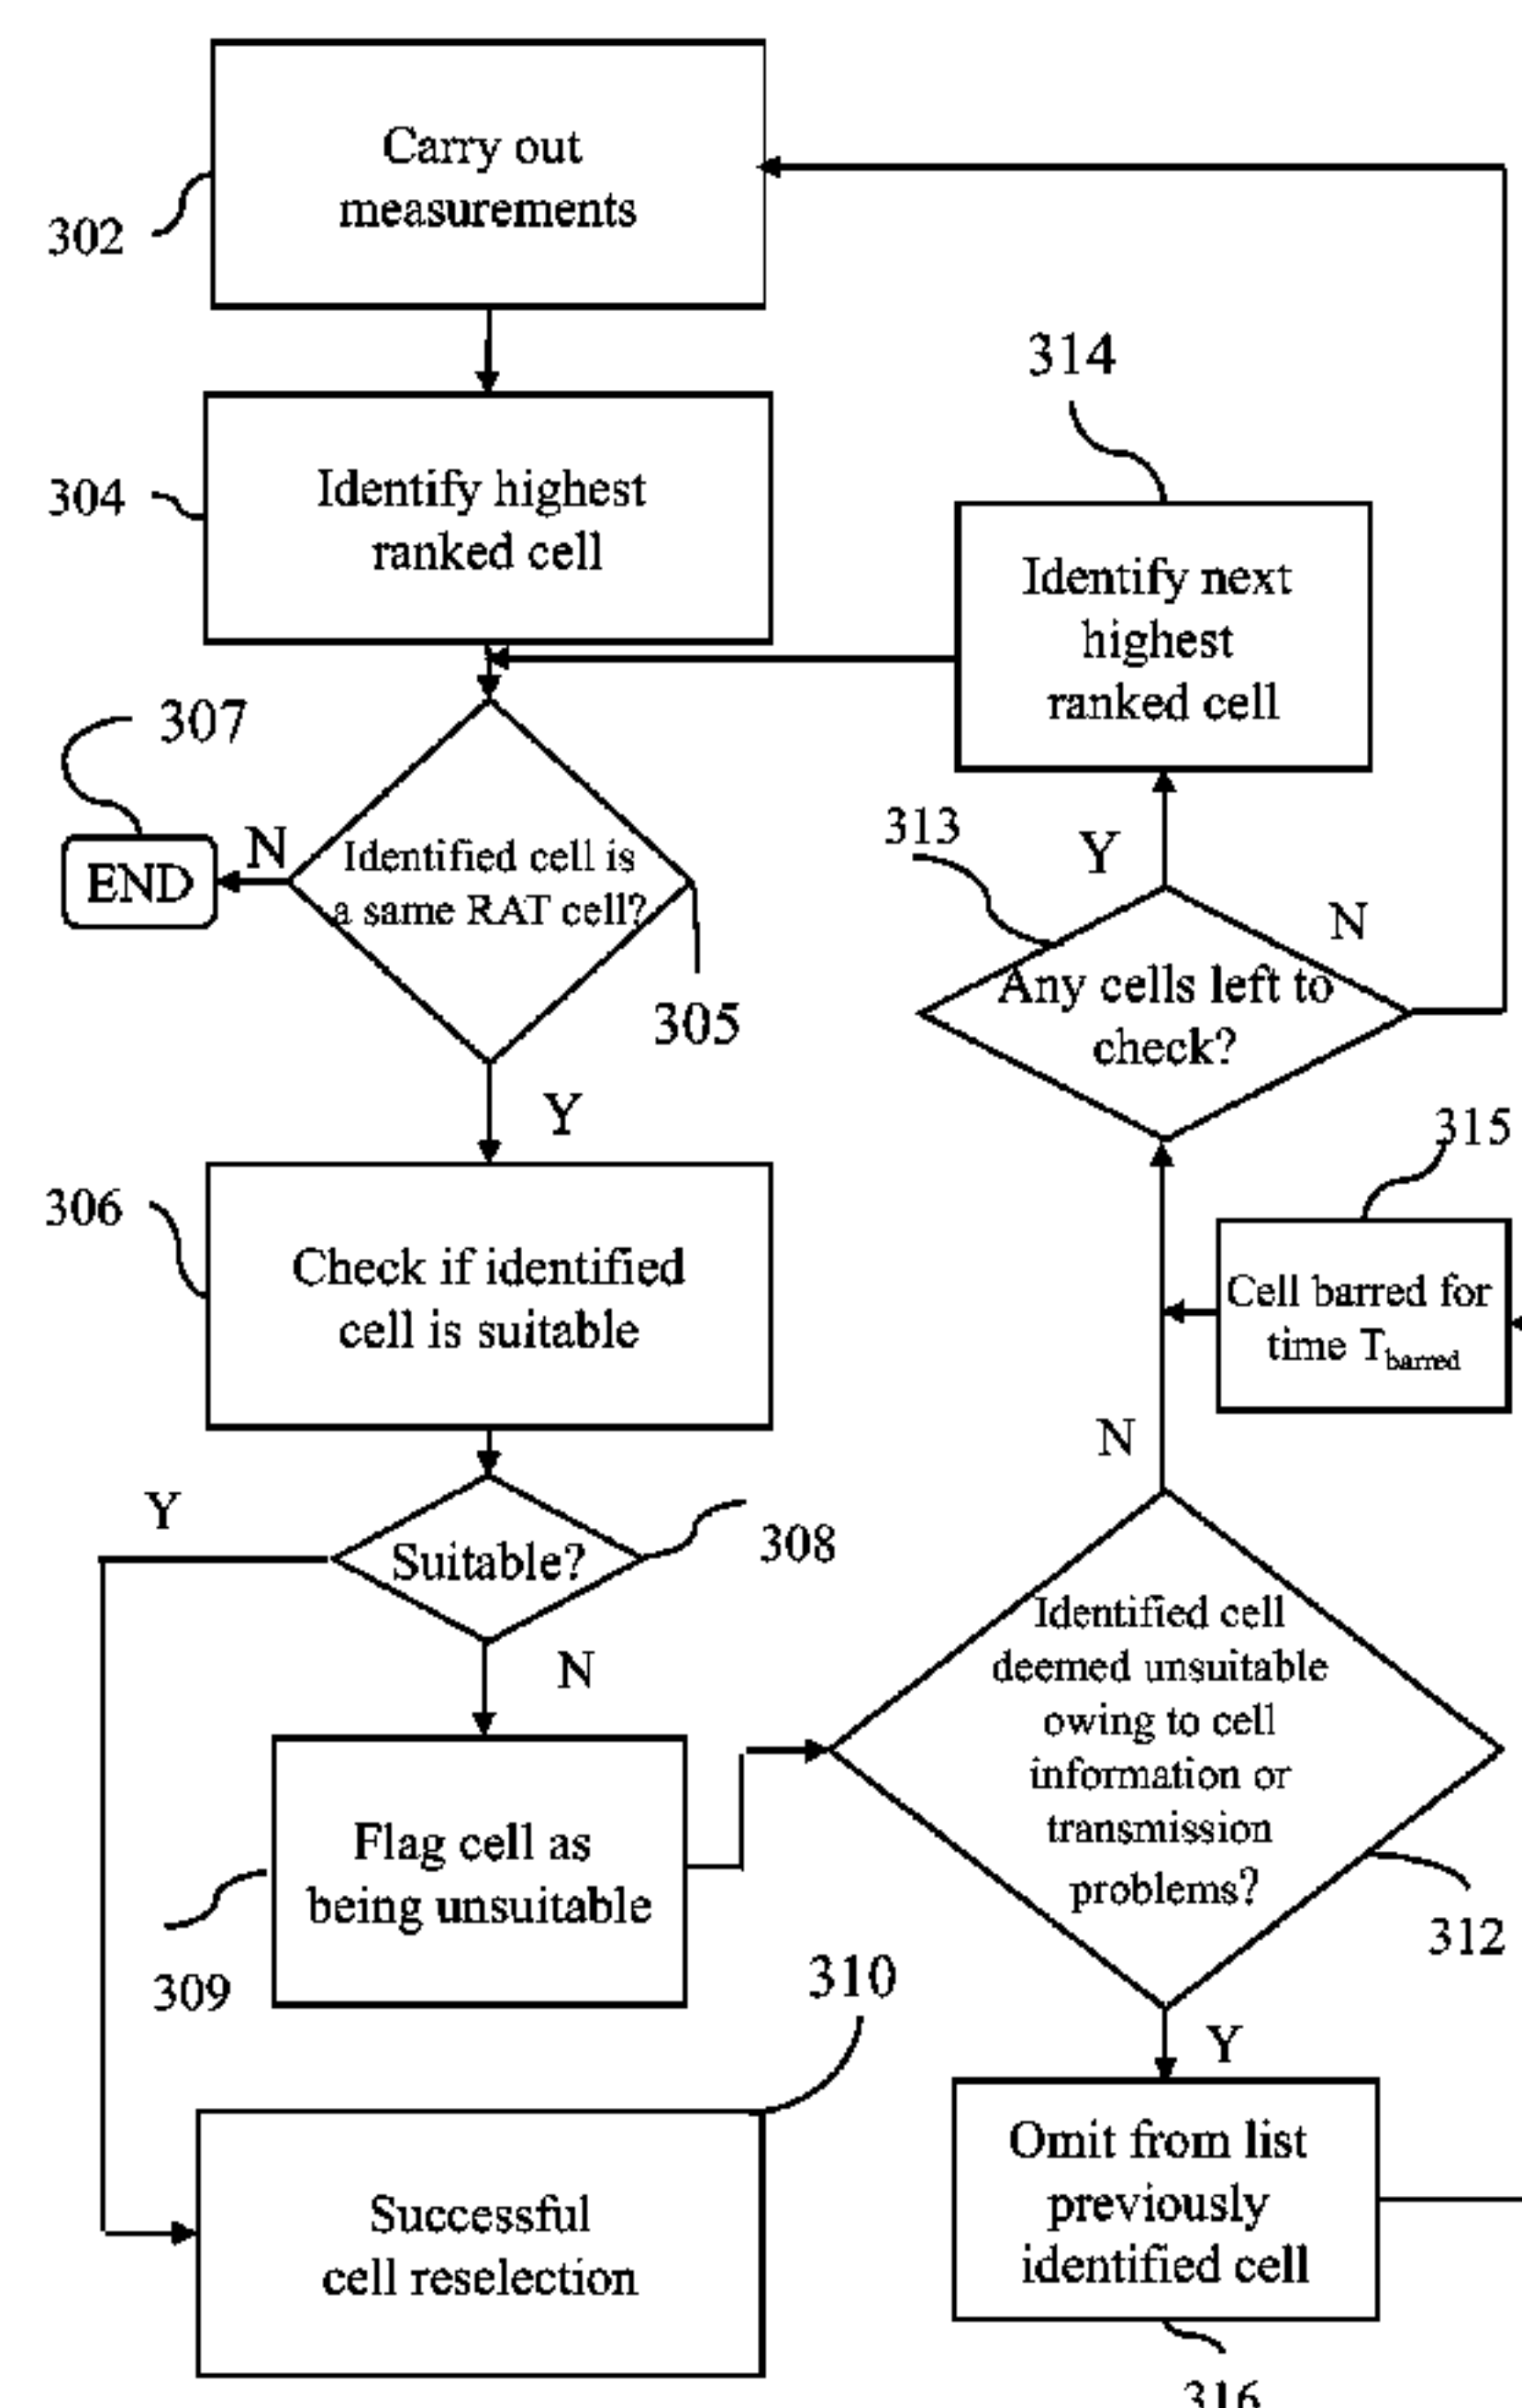 Carry out
measurements
302
314
304
Identify highest
ranked cell
Identify next
highest
ranked cell
307
END
N
Identified cell is
a same RAT cell?
305
Y
313
Y
N
Any cells left to
check?
315
306
Check if identified
cell is suitable
Cell barred for
time Tbarred
N
Y
Suitable?
308
N
Identified cell
deemed unsuitable
owing to cell
information or
transmission
problems?
312
Flag cell as
being unsuitable
309
310
Y
Successful
cell reselection
Omit from list
previously
identified cell
316